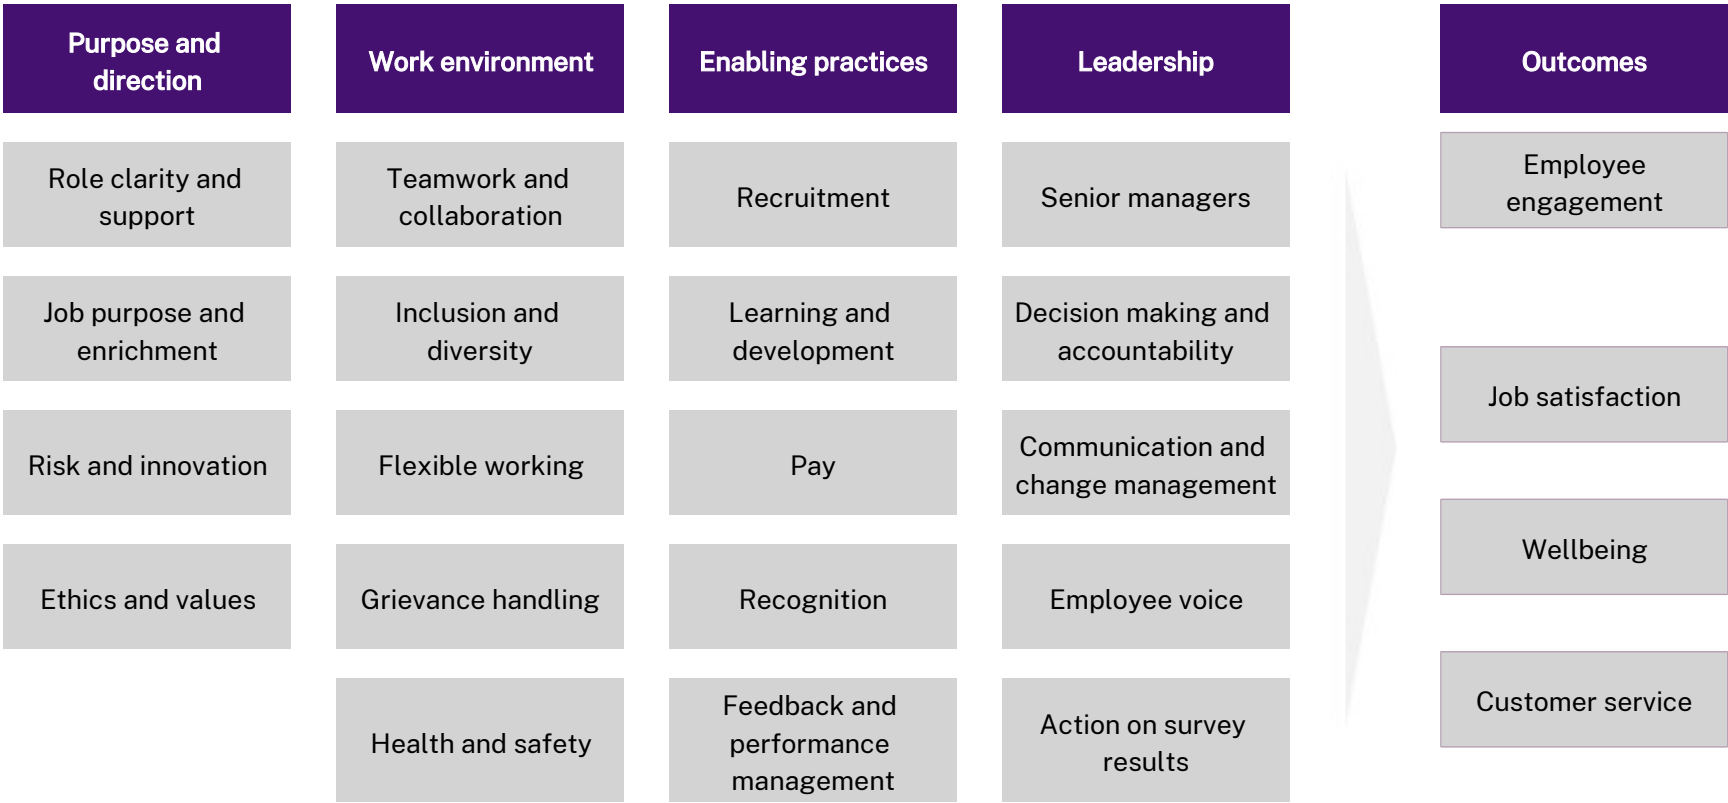 Purpose and
direction
Role clarity and
support
Job purpose and
enrichment
Risk and innovation
Ethics and values
Work environment
Teamwork and
collaboration
Inclusion and
diversity
Flexible working
Grievance handling
Health and safety
Enabling practices
Recruitment
Learning and
development
Pay
Recognition
Feedback and
performance
management
Leadership
Senior managers
Decision making and
accountability
Communication and
change management
Employee voice
Action on survey
results
Outcomes
Employee
engagement
Job satisfaction
Wellbeing
Customer service